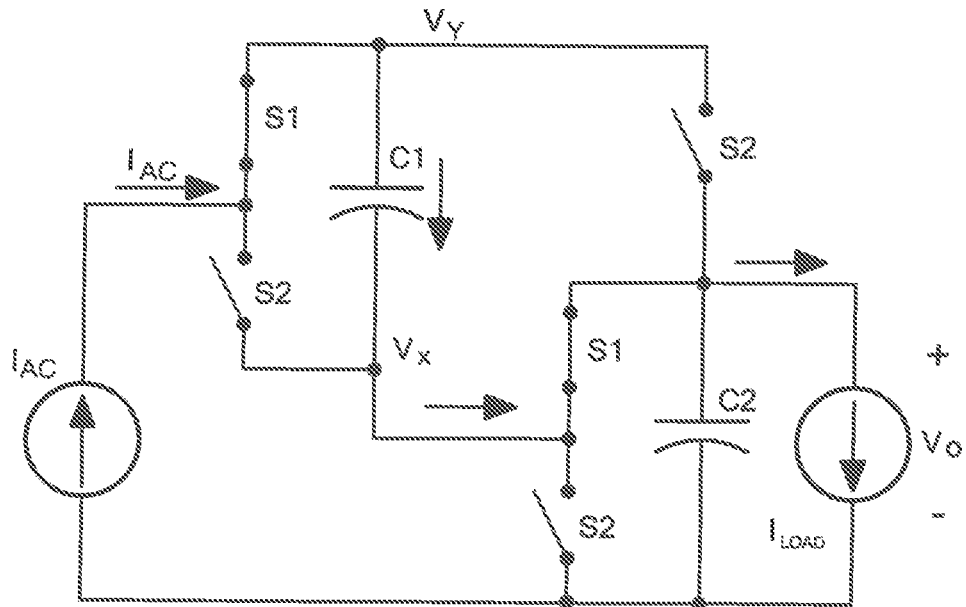 V_Y
S1
S2
I_AC
C1
S2
V_X
S1
I_AC
+
C2
V_O
S2
I_LOAD
-